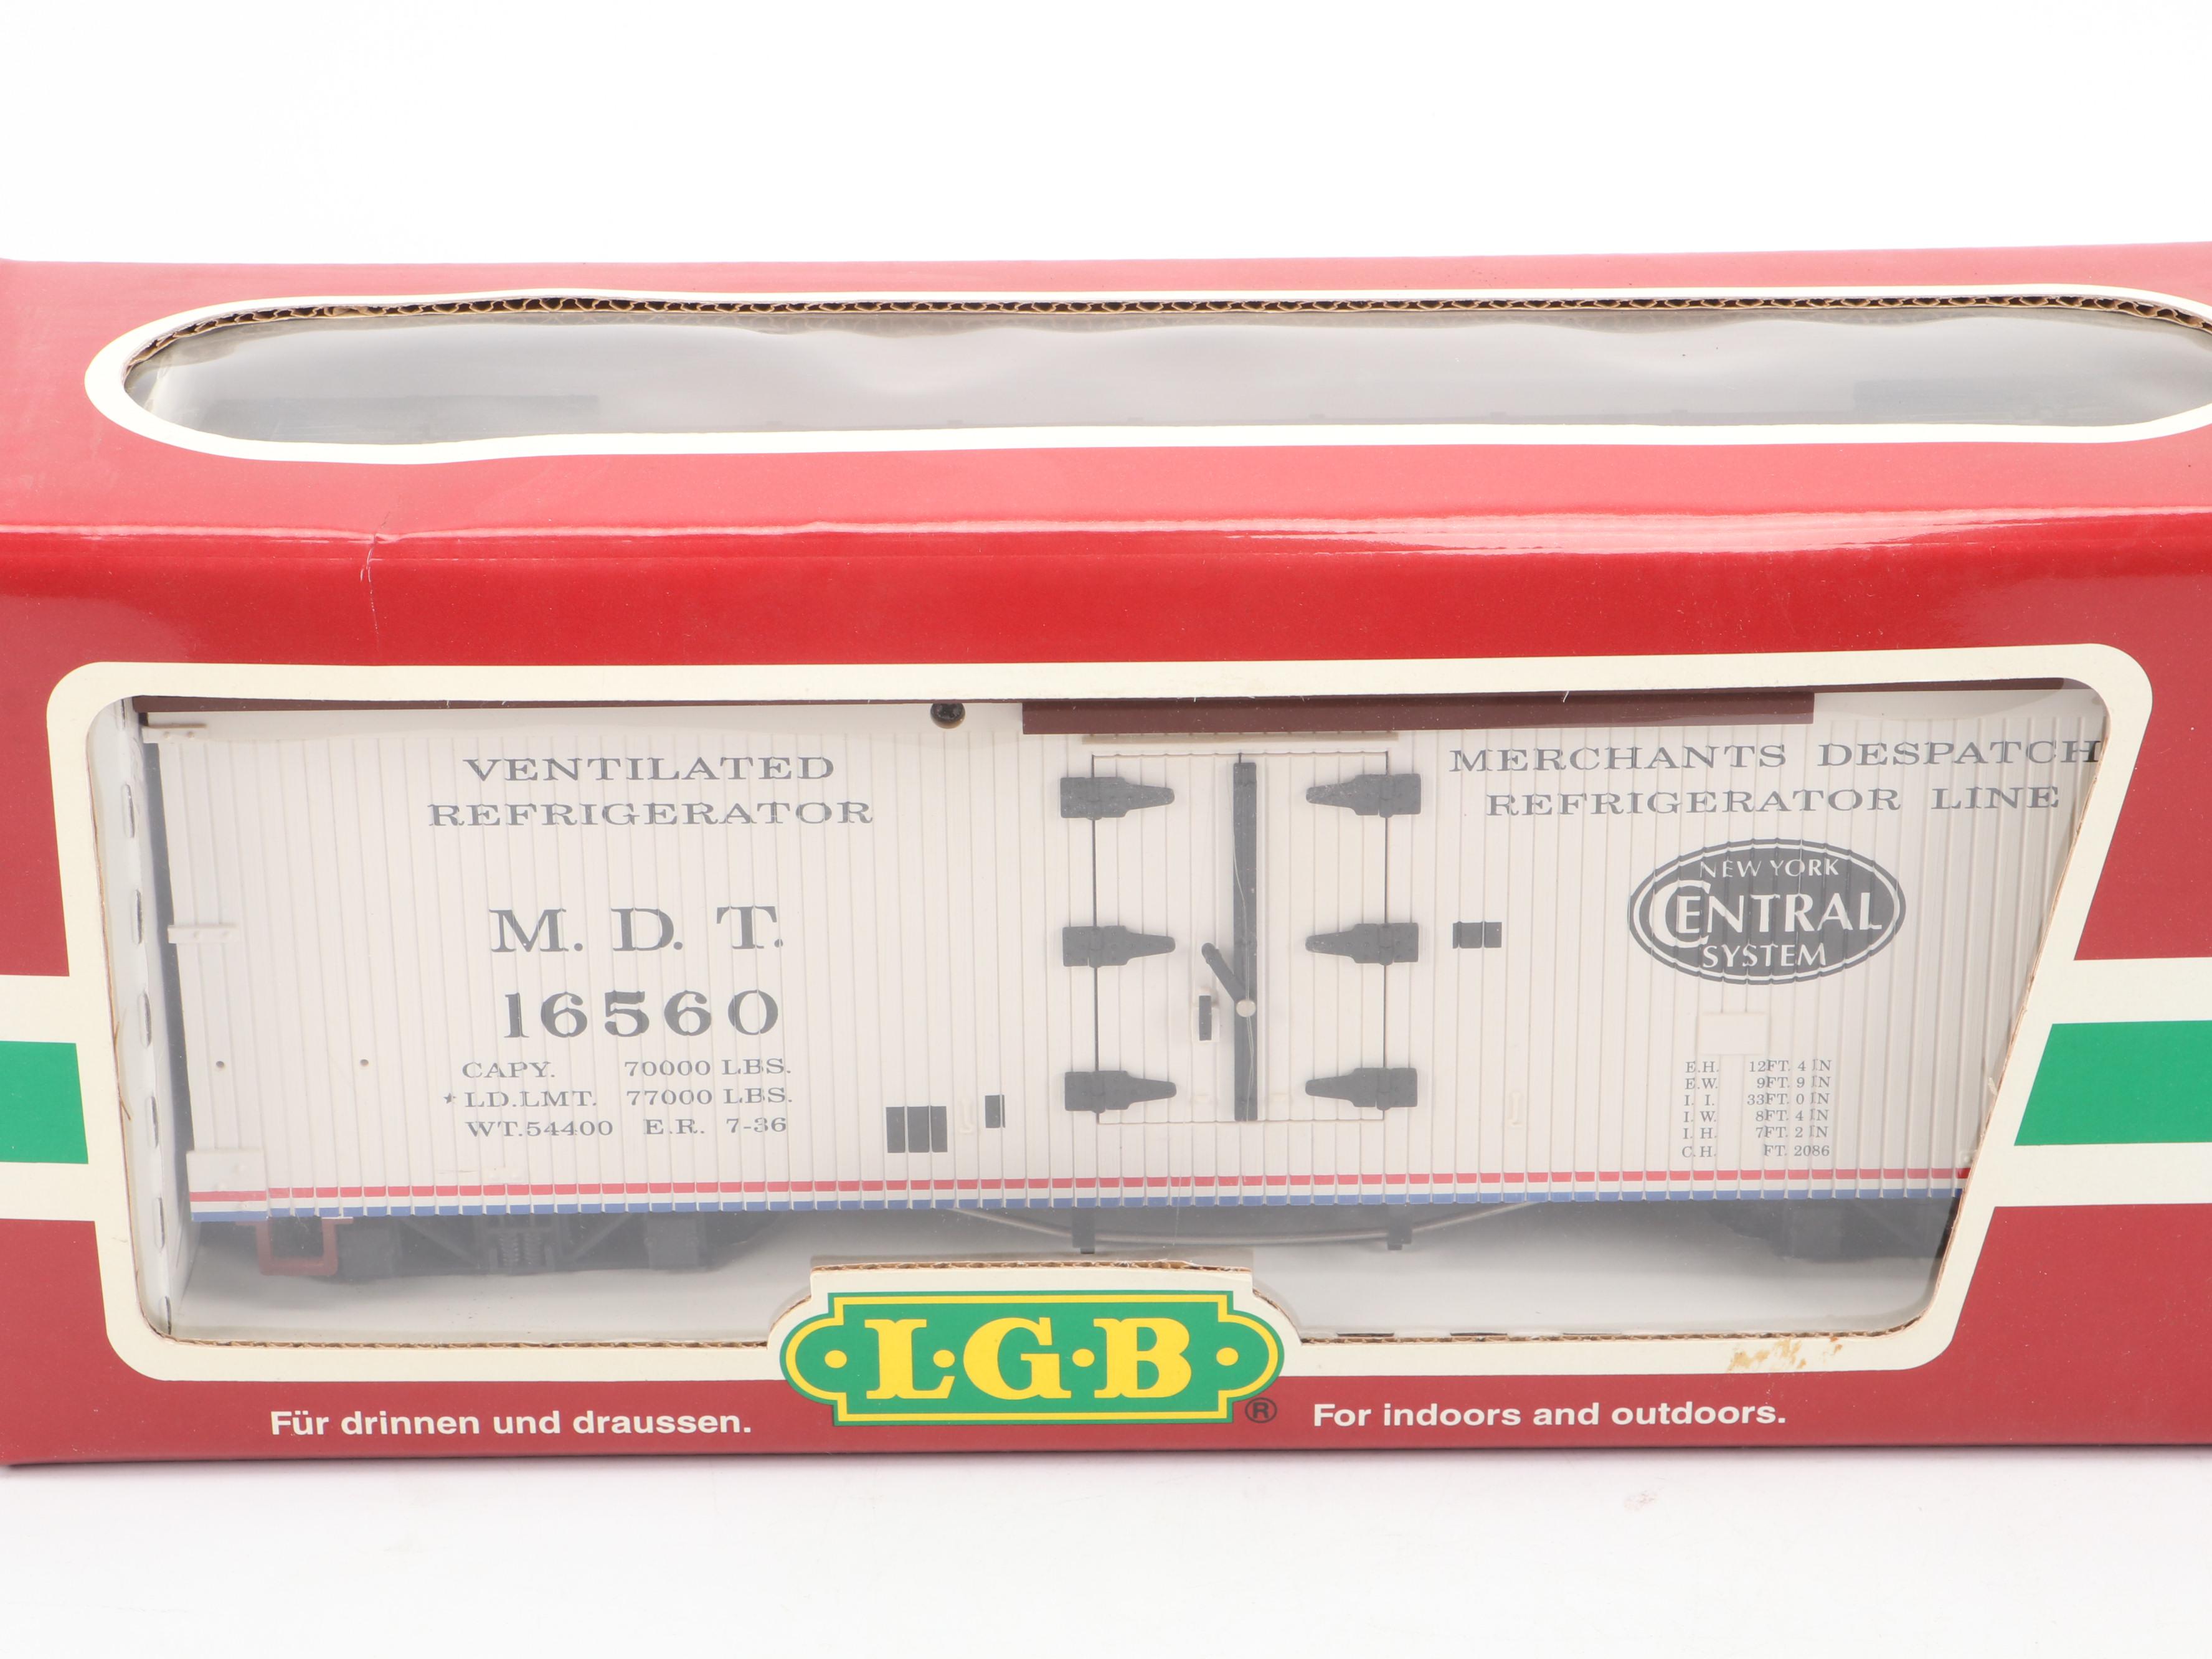 VENTILATED
REFRIGERATOR
M. D. T.
16560
CAPY. 70000 LBS.
* LD.LMT. 77000 LBS.
WT.54400 E.R. 7-36
MERCHANTS DESPATCH
REFRIGERATOR LINE
NEW YORK
CENTRAL
SYSTEM
E.H. 12FT. 4 IN
E.W. 9FT. 9 IN
I. I. 33FT. 0 IN
I. W. 8FT. 4 IN
I. H. 7FT. 2 IN
C.H. FT. 2086
L·G·B
®
Für drinnen und draussen.
For indoors and outdoors.